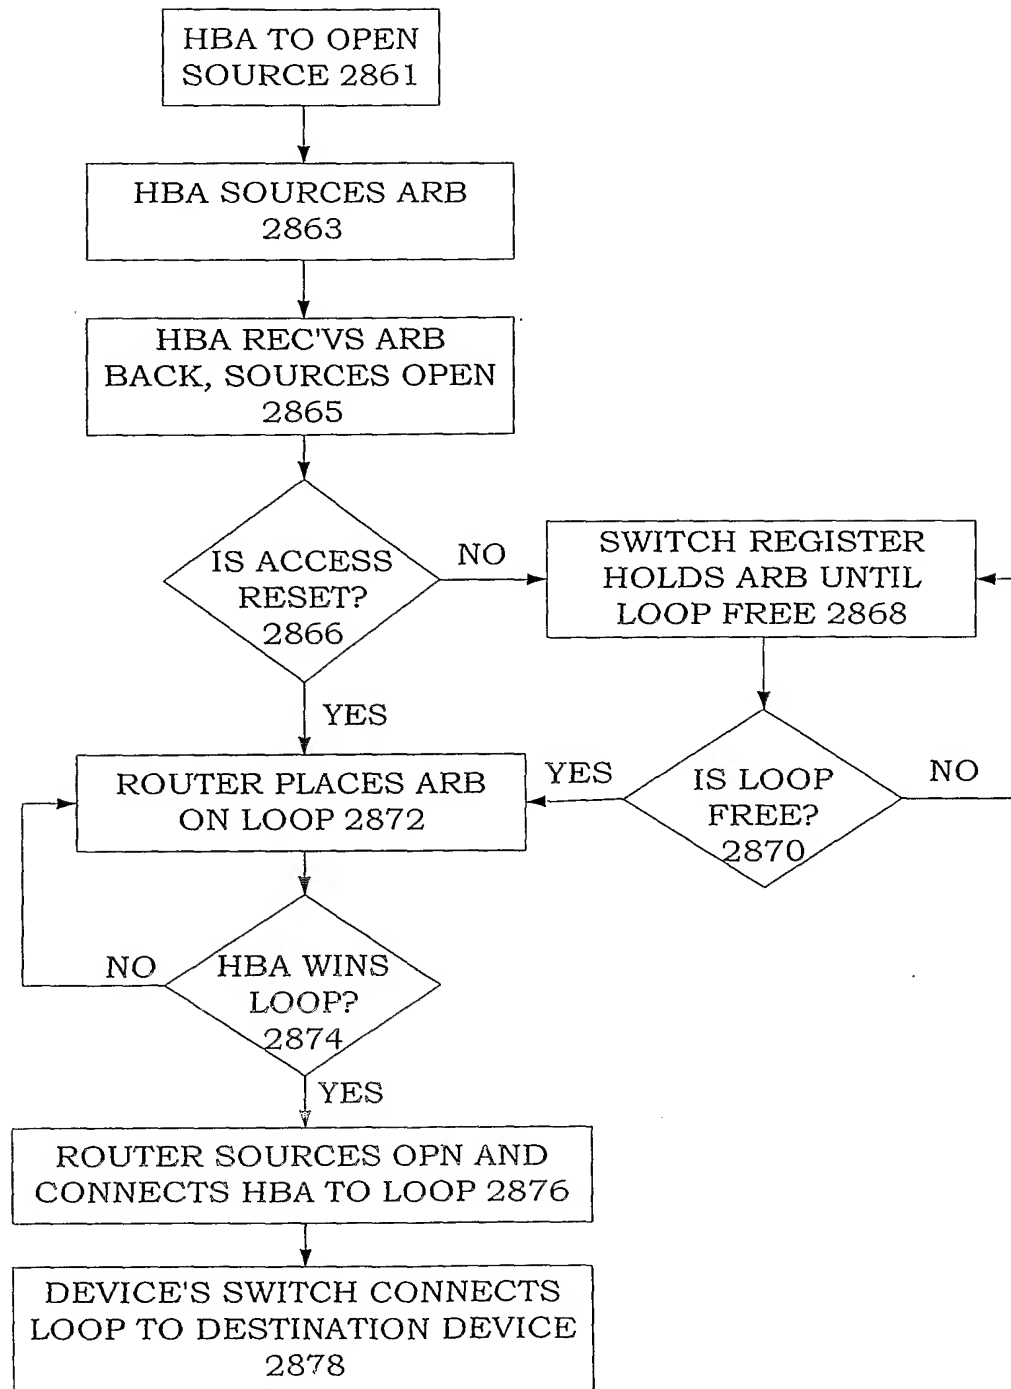 HBA TO OPEN
SOURCE 2861
HBA SOURCES ARB
2863
HBA REC'VS ARB
BACK, SOURCES OPEN
2865
IS ACCESS
RESET?
2866
NO
SWITCH REGISTER
HOLDS ARB UNTIL
LOOP FREE 2868
YES
ROUTER PLACES ARB
ON LOOP 2872
YES
IS LOOP
FREE?
2870
NO
NO
HBA WINS
LOOP?
2874
YES
ROUTER SOURCES OPN AND
CONNECTS HBA TO LOOP 2876
DEVICE'S SWITCH CONNECTS
LOOP TO DESTINATION DEVICE
2878